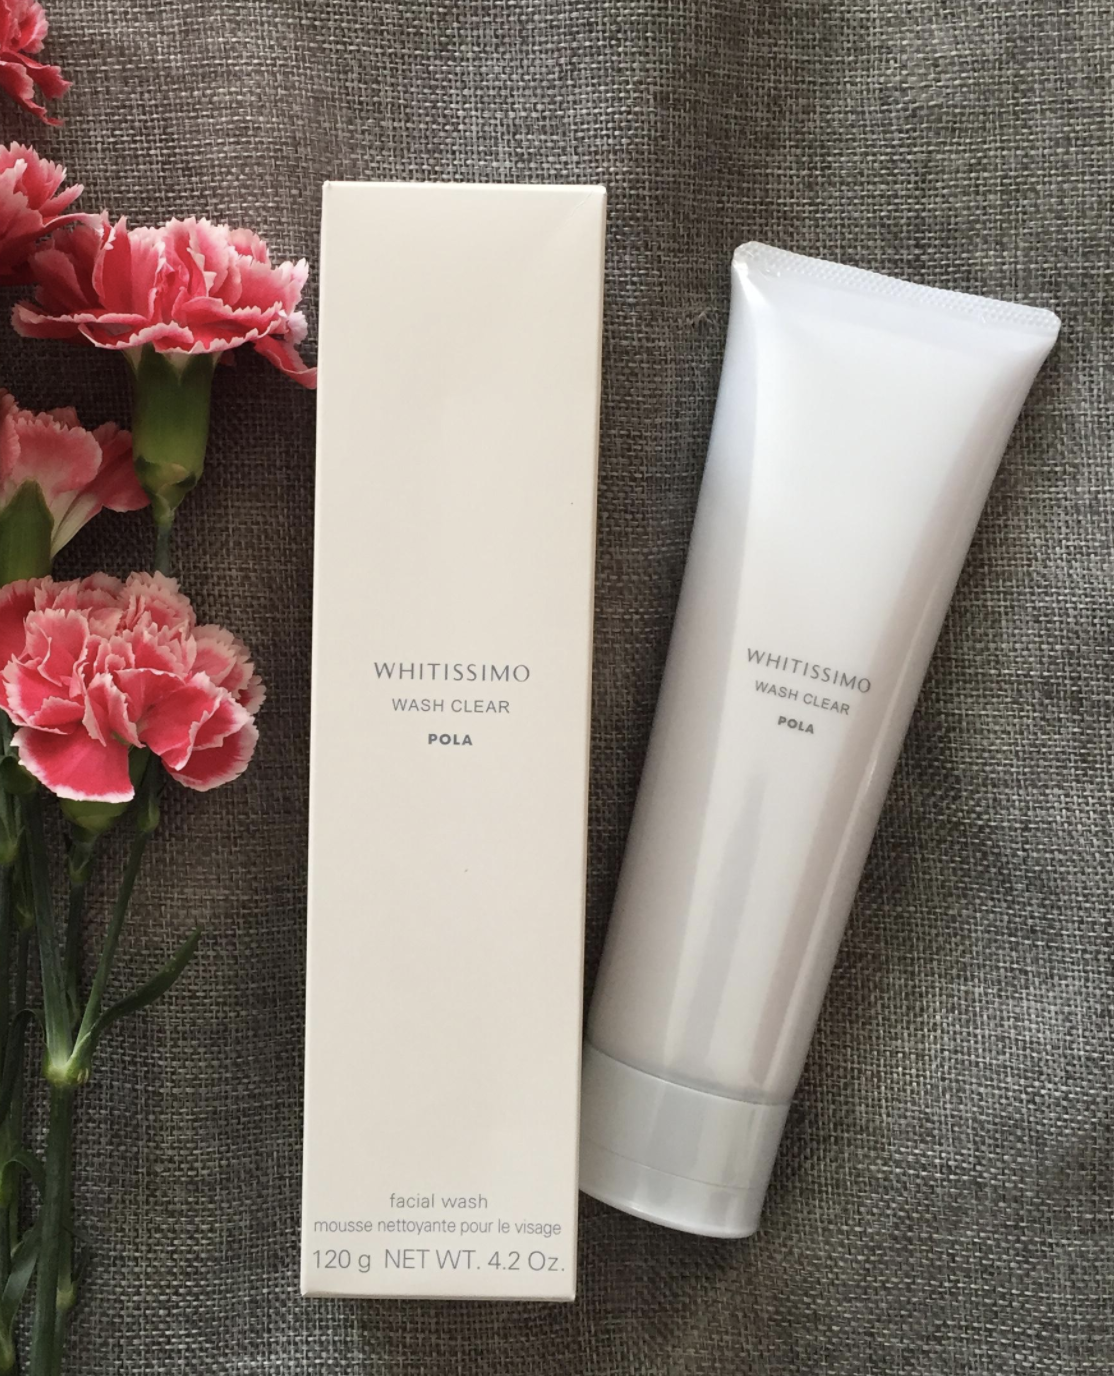 WHITISSIMO
WASH CLEAR
POLA
facial wash
mousse nettoyante pour le visage
120 g NET WT. 4.2 Oz.
WHITISSIMO
WASH CLEAR
POLA